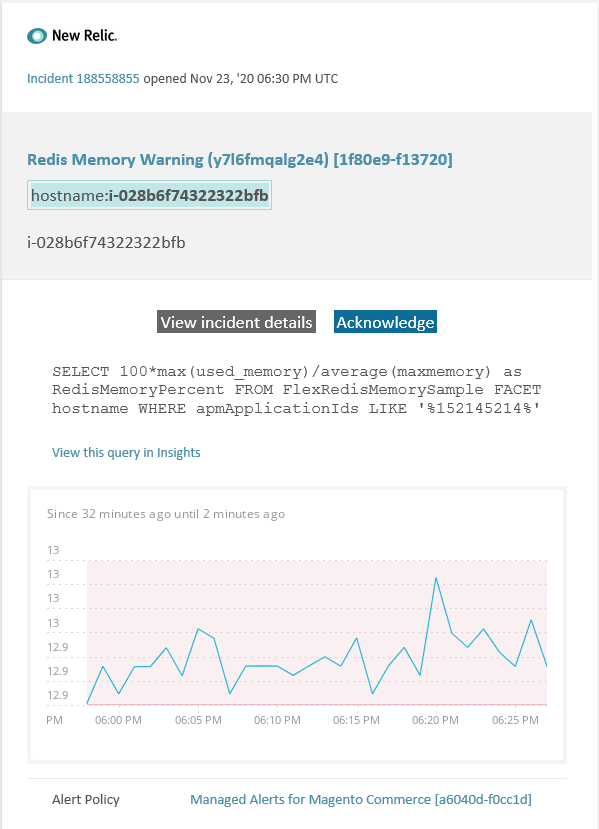 New Relic.
Incident 188558855 opened Nov 23, '20 06:30 PM UTC
Redis Memory Warning (y7l6fmqalg2e4) [1f80e9-f13720]
hostname:i-028b6f74322322bfb
i-028b6f74322322bfb
View incident details Acknowledge
SELECT 100*max(used_memory)/average(maxmemory) as
RedisMemoryPercent FROM FlexRedisMemorySample FACET
hostname WHERE apmApplicationIds LIKE '%152145214%'
View this query in Insights
Since 32 minutes ago until 2 minutes ago
13
13
13
13
12.9
12.9
12.9
PM 06:00 PM 06:05 PM 06:10 PM 06:15 PM 06:20 PM 06:25 PM
Alert Policy Managed Alerts for Magento Commerce [a6040d-f0cc1d]